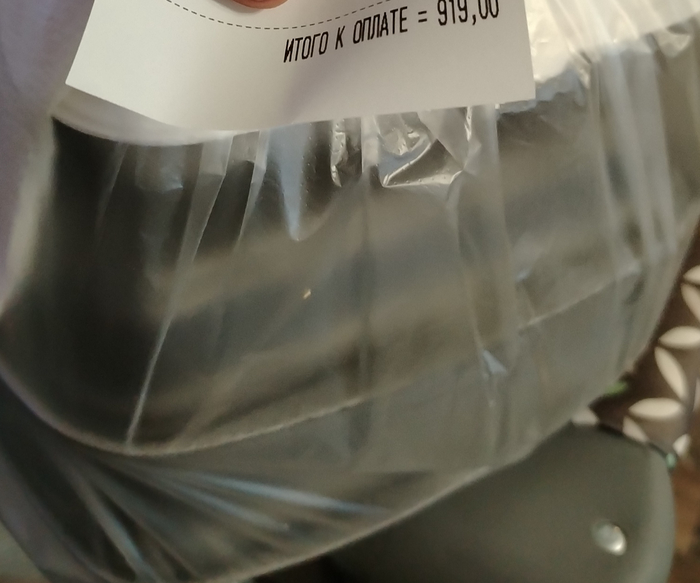 ИТОГО К ОПЛАТЕ = 919,00